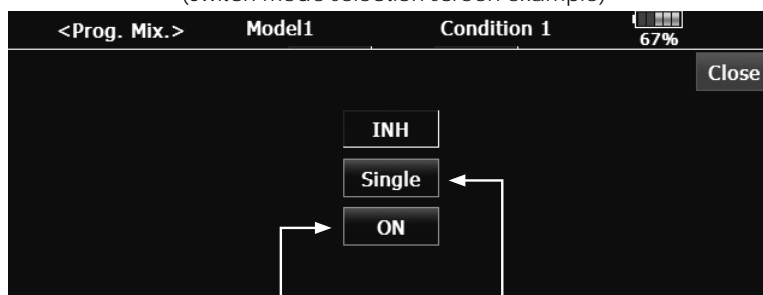 (Switch mode selection screen example)
<Prog. Mix.> Model1 Condition 1 67%
Close
INH
Single
ON